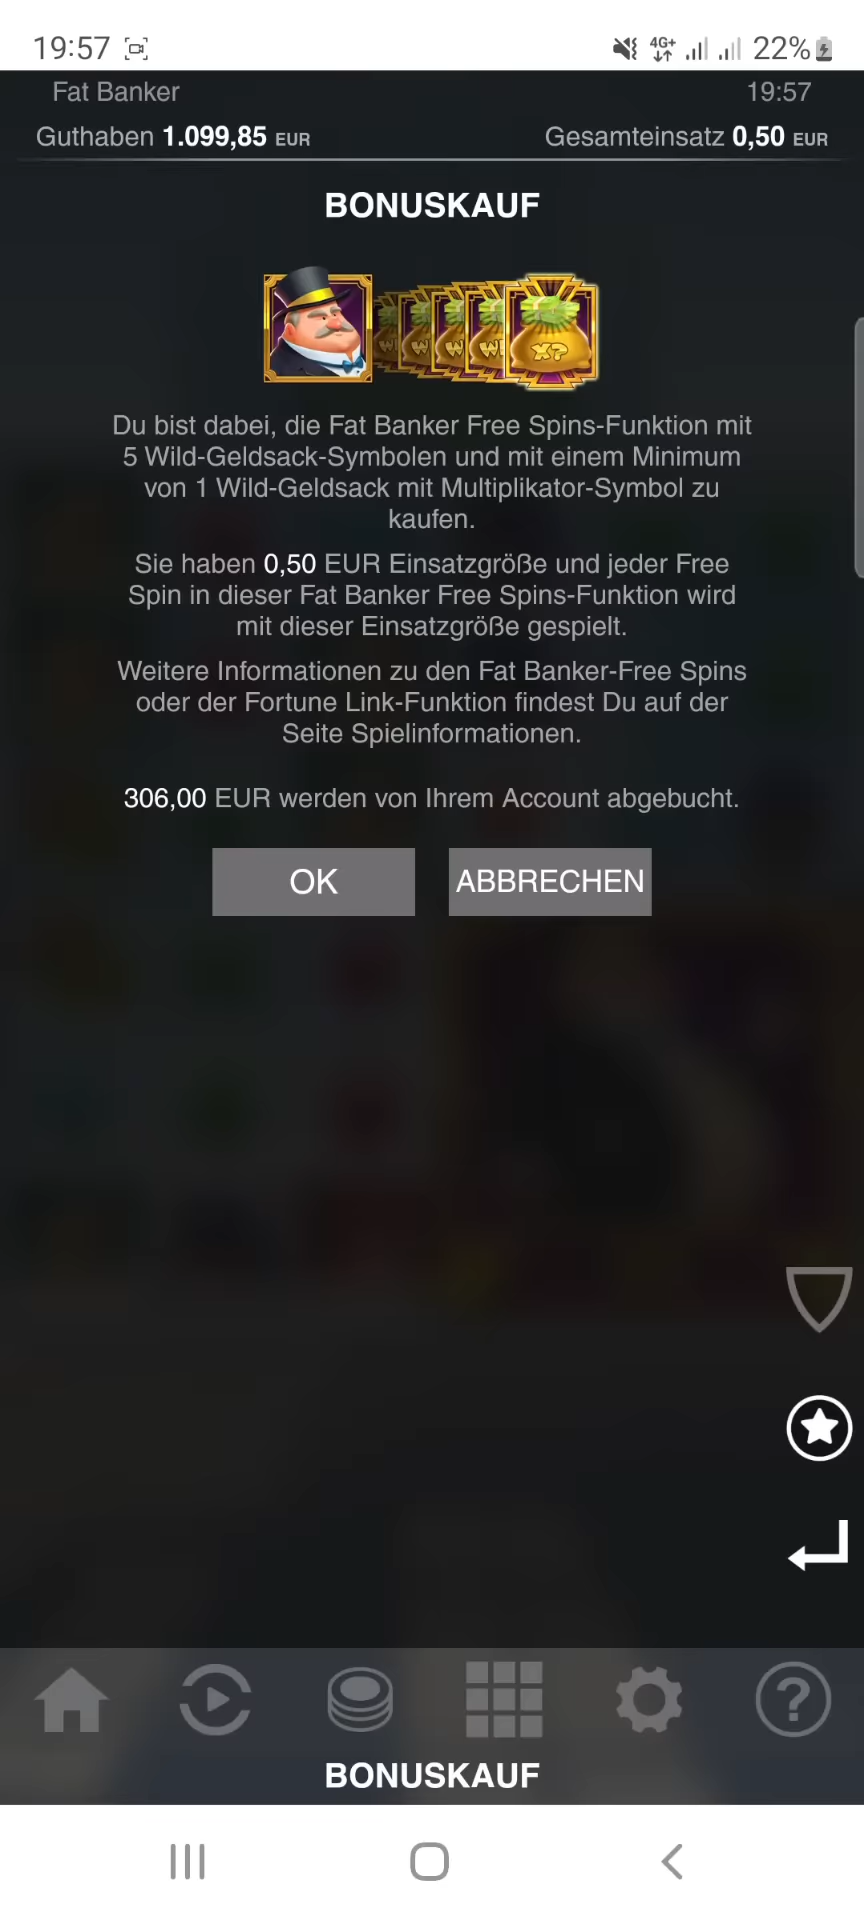 19:57
4G+ 22%
Fat Banker 19:57
Guthaben 1.099,85 EUR Gesamteinsatz 0,50 EUR
BONUSKAUF
W W W WI X?
Du bist dabei, die Fat Banker Free Spins-Funktion mit
5 Wild-Geldsack-Symbolen und mit einem Minimum
von 1 Wild-Geldsack mit Multiplikator-Symbol zu
kaufen.
Sie haben 0,50 EUR Einsatzgröße und jeder Free
Spin in dieser Fat Banker Free Spins-Funktion wird
mit dieser Einsatzgröße gespielt.
Weitere Informationen zu den Fat Banker-Free Spins
oder der Fortune Link-Funktion findest Du auf der
Seite Spielinformationen.
306,00 EUR werden von Ihrem Account abgebucht.
OK ABBRECHEN
?
BONUSKAUF